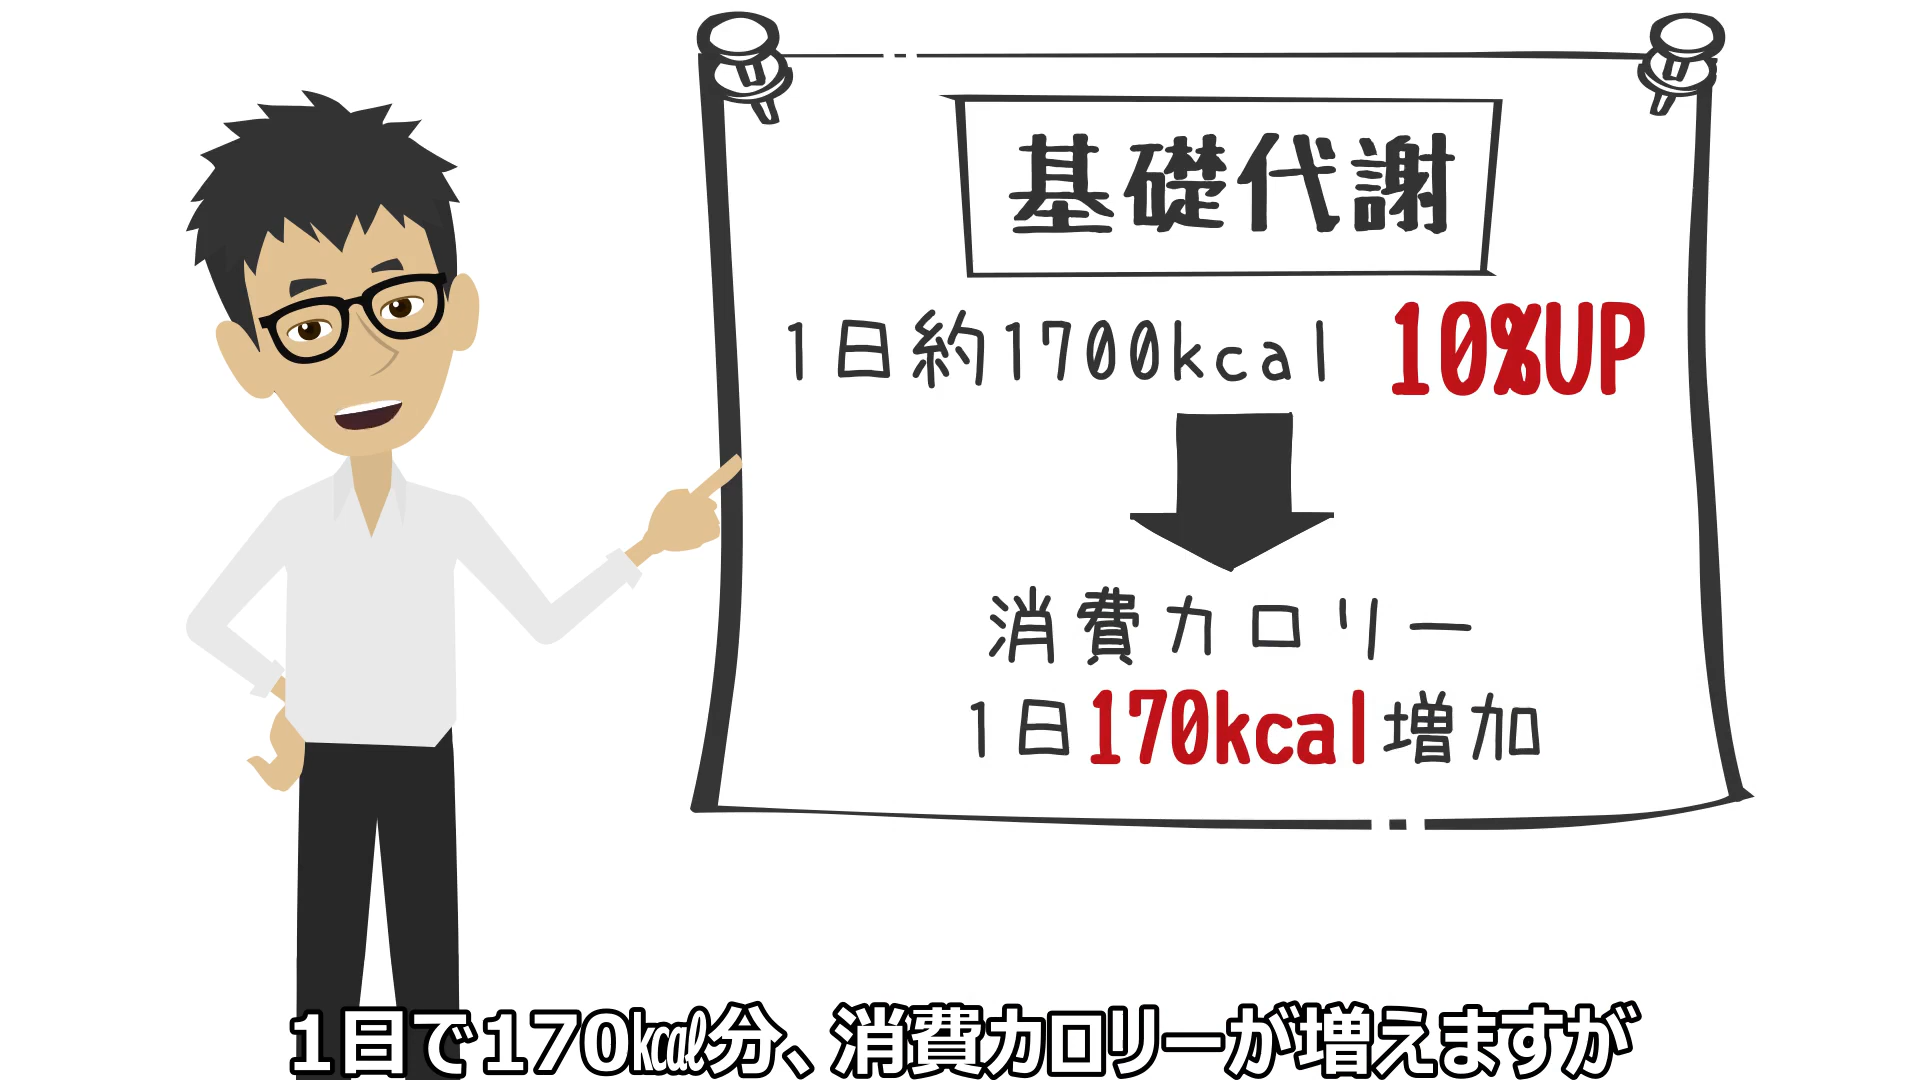 基礎代謝
1日約1700kcal 10%UP
消費カロリー
1日170kcal増加
1日で170㎉分、消費カロリーが増えますが